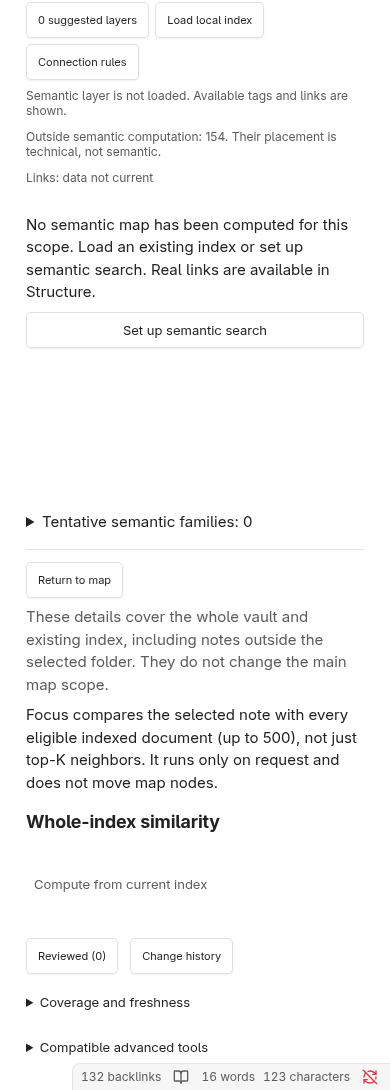 0 suggested layers
Load local index
Connection rules
Semantic layer is not loaded. Available tags and links are
shown.
Outside semantic computation: 154. Their placement is
technical, not semantic.
Links: data not current
No semantic map has been computed for this
scope. Load an existing index or set up
semantic search. Real links are available in
Structure.
Set up semantic search
Tentative semantic families: 0
Return to map
These details cover the whole vault and
existing index, including notes outside the
selected folder. They do not change the main
map scope.
Focus compares the selected note with every
eligible indexed document (up to 500), not just
top-K neighbors. It runs only on request and
does not move map nodes.
Whole-index similarity
Compute from current index
Reviewed (0)
Change history
Coverage and freshness
Compatible advanced tools
132 backlinks 16 words 123 characters